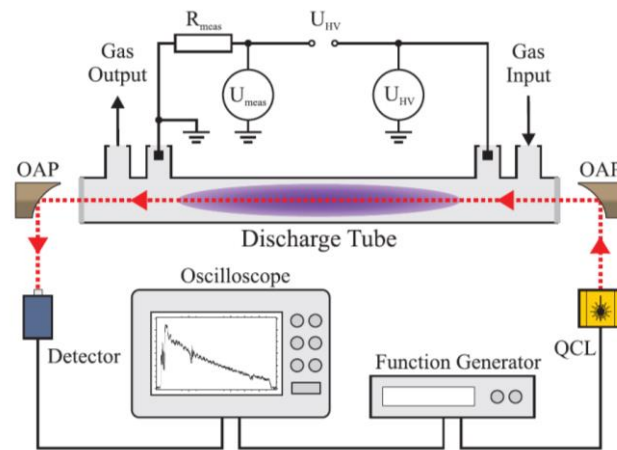 R meas
U HV
Gas
Output
Gas
Input
U meas
U HV
OAP
OAP
Discharge Tube
Oscilloscope
Detector
Function Generator
QCL